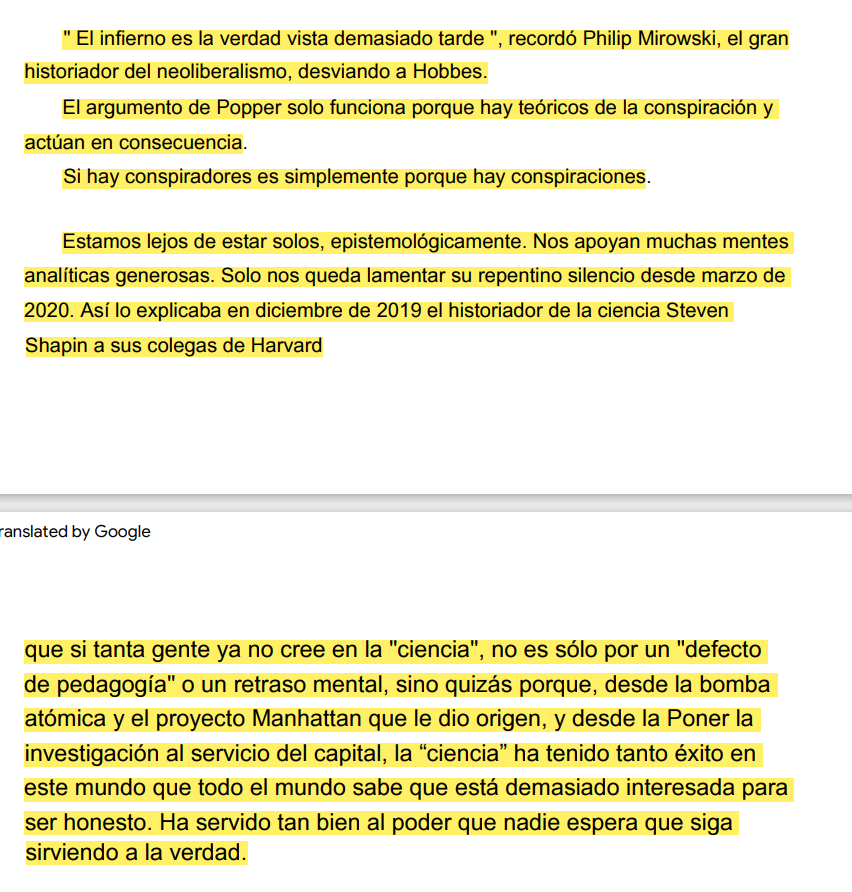 " El infierno es la verdad vista demasiado tarde ", recordó Philip Mirowski, el gran
historiador del neoliberalismo, desviando a Hobbes.
El argumento de Popper solo funciona porque hay teóricos de la conspiración y
actúan en consecuencia.
Si hay conspiradores es simplemente porque hay conspiraciones.
Estamos lejos de estar solos, epistemológicamente. Nos apoyan muchas mentes
analíticas generosas. Solo nos queda lamentar su repentino silencio desde marzo de
2020. Así lo explicaba en diciembre de 2019 el historiador de la ciencia Steven
Shapin a sus colegas de Harvard
ranslated by Google
que si tanta gente ya no cree en la "ciencia", no es sólo por un "defecto
de pedagogía" o un retraso mental, sino quizás porque, desde la bomba
atómica y el proyecto Manhattan que le dio origen, y desde la Poner la
investigación al servicio del capital, la “ciencia” ha tenido tanto éxito en
este mundo que todo el mundo sabe que está demasiado interesada para
ser honesto. Ha servido tan bien al poder que nadie espera que siga
sirviendo a la verdad.